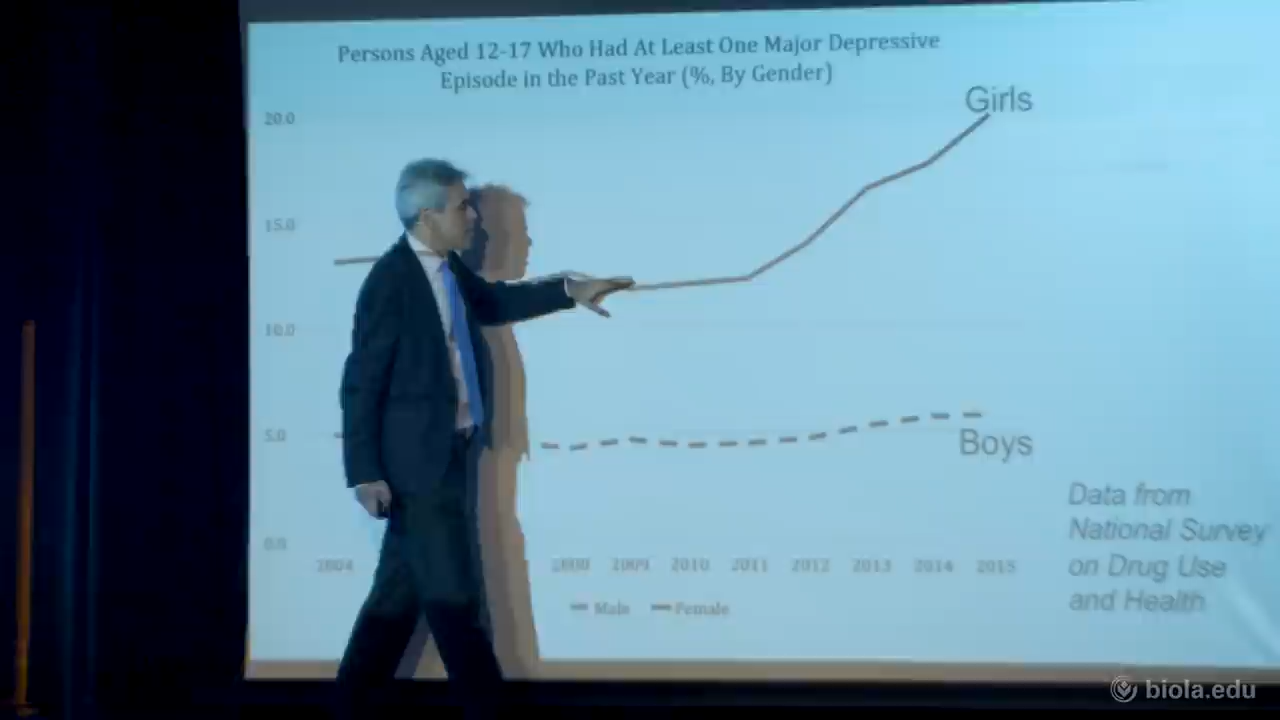 Persons Aged 12-17 Who Had At Least One Major Depressive
Episode in the Past Year (%, By Gender)
Girls
20.0
15.0
10.0
5.0
Boys
0.0
Data from
National Survey
on Drug Use
and Health
2004 2008 2009 2010 2011 2012 2013 2014 2015
Male Female
biola.edu